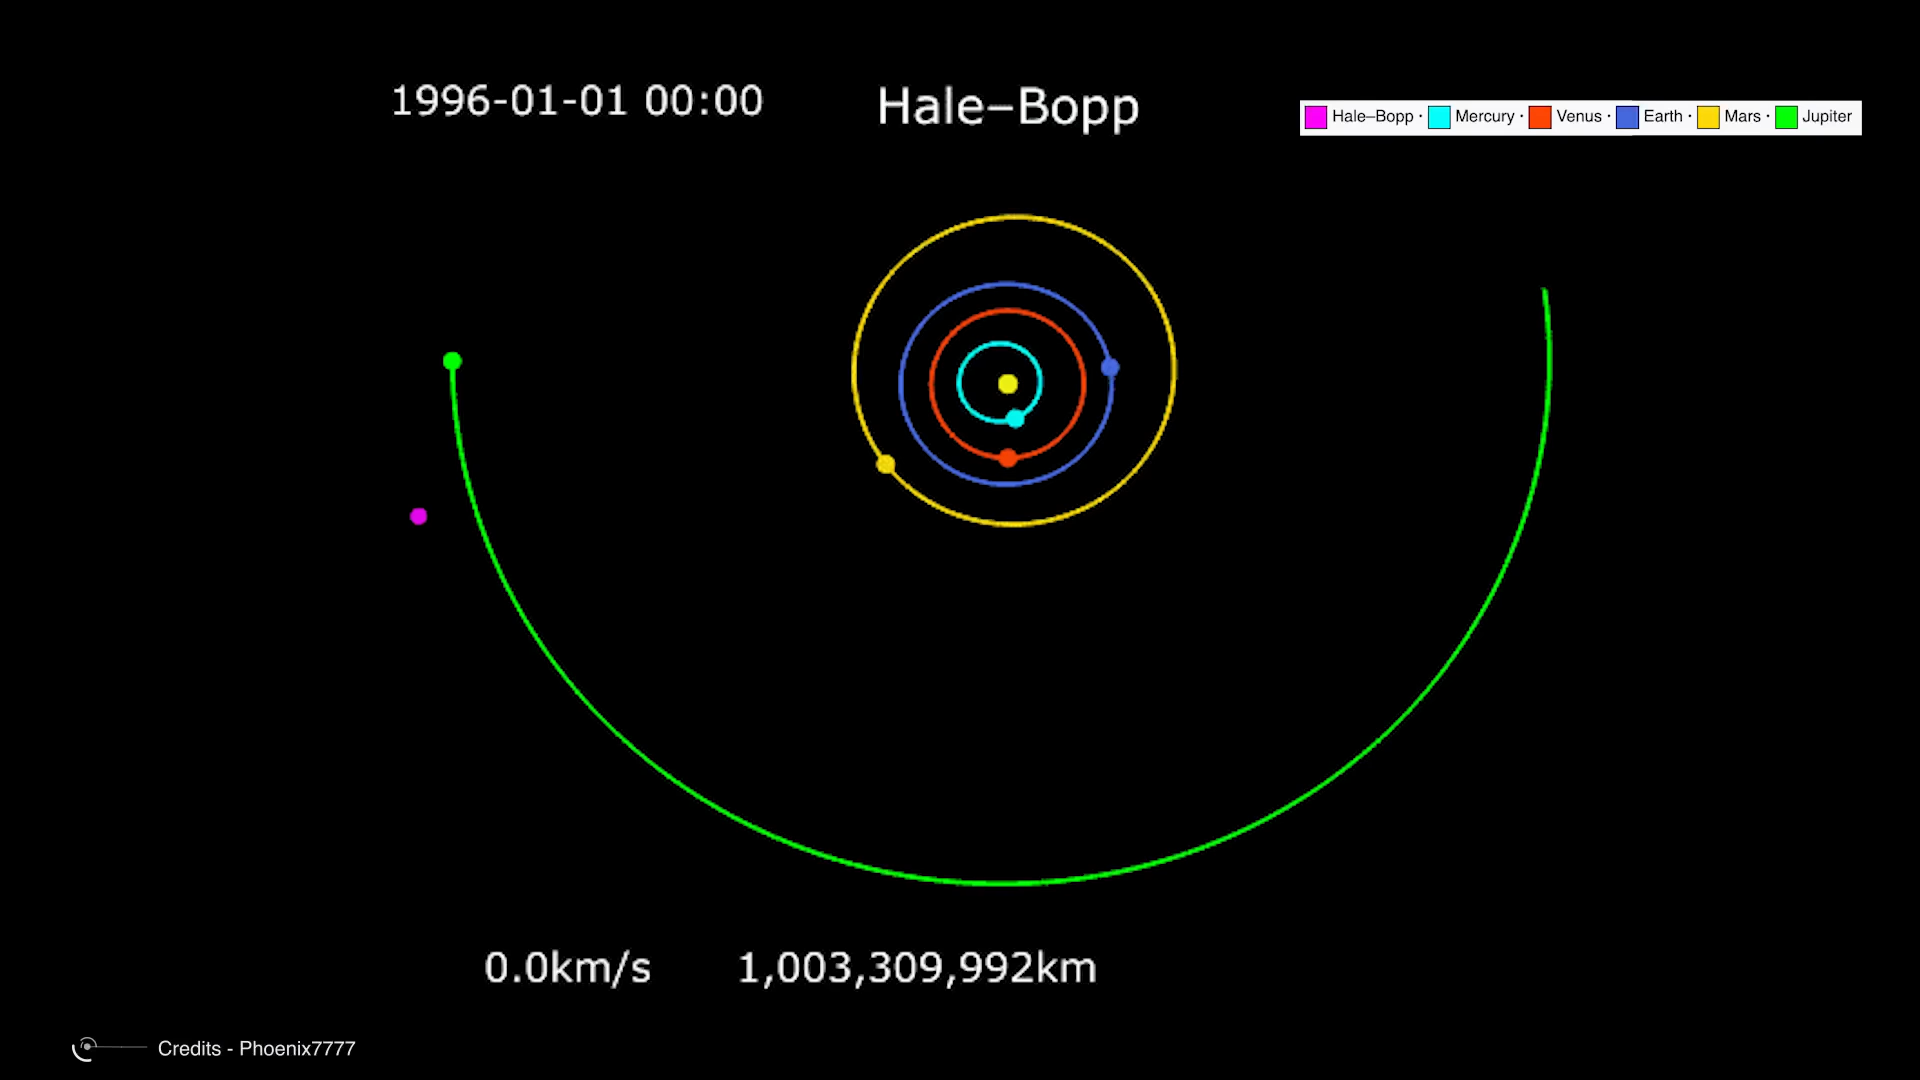 1996-01-01 00:00 Hale–Bopp
Hale–Bopp · Mercury · Venus · Earth · Mars · Jupiter
0.0km/s 1,003,309,992km
Credits - Phoenix7777